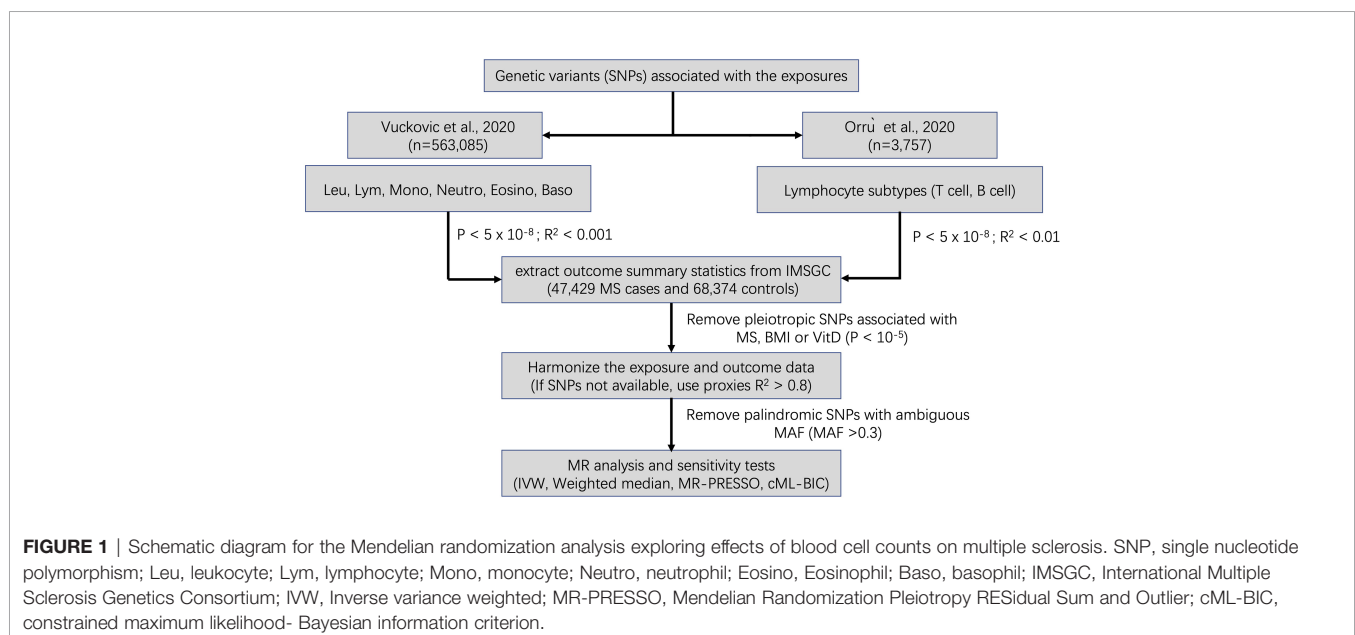 Genetic variants (SNPs) associated with the exposures
Vuckovic et al., 2020
(n=563,085)
Orrù et al., 2020
(n=3,757)
Leu, Lym, Mono, Neutro, Eosino, Baso
Lymphocyte subtypes (T cell, B cell)
P < 5 x 10⁻⁸ ; R² < 0.001
P < 5 x 10⁻⁸ ; R² < 0.01
extract outcome summary statistics from IMSGC
(47,429 MS cases and 68,374 controls)
Remove pleiotropic SNPs associated with
MS, BMI or VitD (P < 10⁻⁵)
Harmonize the exposure and outcome data
(If SNPs not available, use proxies R² > 0.8)
Remove palindromic SNPs with ambiguous
MAF (MAF >0.3)
MR analysis and sensitivity tests
(IVW, Weighted median, MR-PRESSO, cML-BIC)
FIGURE 1 | Schematic diagram for the Mendelian randomization analysis exploring effects of blood cell counts on multiple sclerosis. SNP, single nucleotide
polymorphism; Leu, leukocyte; Lym, lymphocyte; Mono, monocyte; Neutro, neutrophil; Eosino, Eosinophil; Baso, basophil; IMSGC, International Multiple
Sclerosis Genetics Consortium; IVW, Inverse variance weighted; MR-PRESSO, Mendelian Randomization Pleiotropy RESidual Sum and Outlier; cML-BIC,
constrained maximum likelihood- Bayesian information criterion.